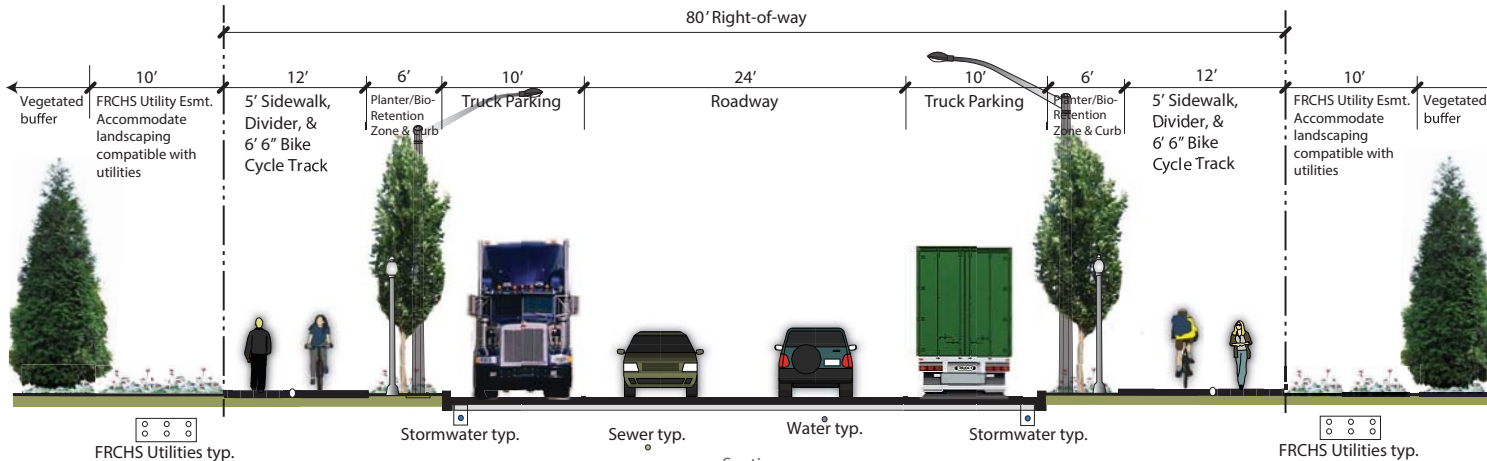 80' Right-of-way
10'
12'
6'
10'
24'
10'
6'
12'
10'
Vegetated
buffer
FRCHS Utility Esmt.
Accommodate
landscaping
compatible with
utilities
5' Sidewalk,
Divider, &
6' 6" Bike
Cycle Track
Planter/Bio-
Retention
Zone & Curb
Truck Parking
Roadway
Truck Parking
Planter/Bio-
Retention
Zone & Curb
5' Sidewalk,
Divider, &
6' 6" Bike
Cycle Track
FRCHS Utility Esmt.
Accommodate
landscaping
compatible with
utilities
Vegetated
buffer
FRCHS Utilities typ.
Stormwater typ.
Sewer typ.
Water typ.
Stormwater typ.
FRCHS Utilities typ.